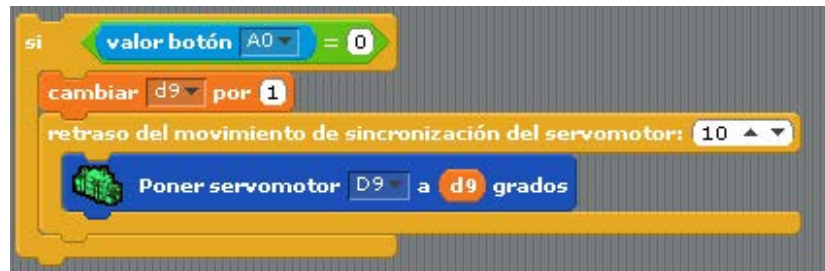 si valor botón A0 = 0
cambiar d9 por 1
retraso del movimiento de sincronización del servomotor: 10
Poner servomotor D9 a d9 grados